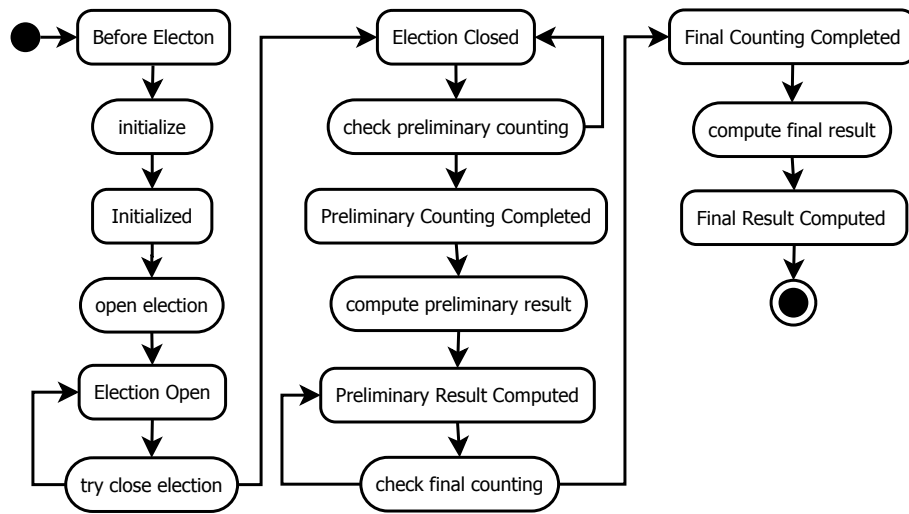 Before Electon
initialize
Initialized
open election
Election Open
try close election
Election Closed
check preliminary counting
Preliminary Counting Completed
compute preliminary result
Preliminary Result Computed
check final counting
Final Counting Completed
compute final result
Final Result Computed